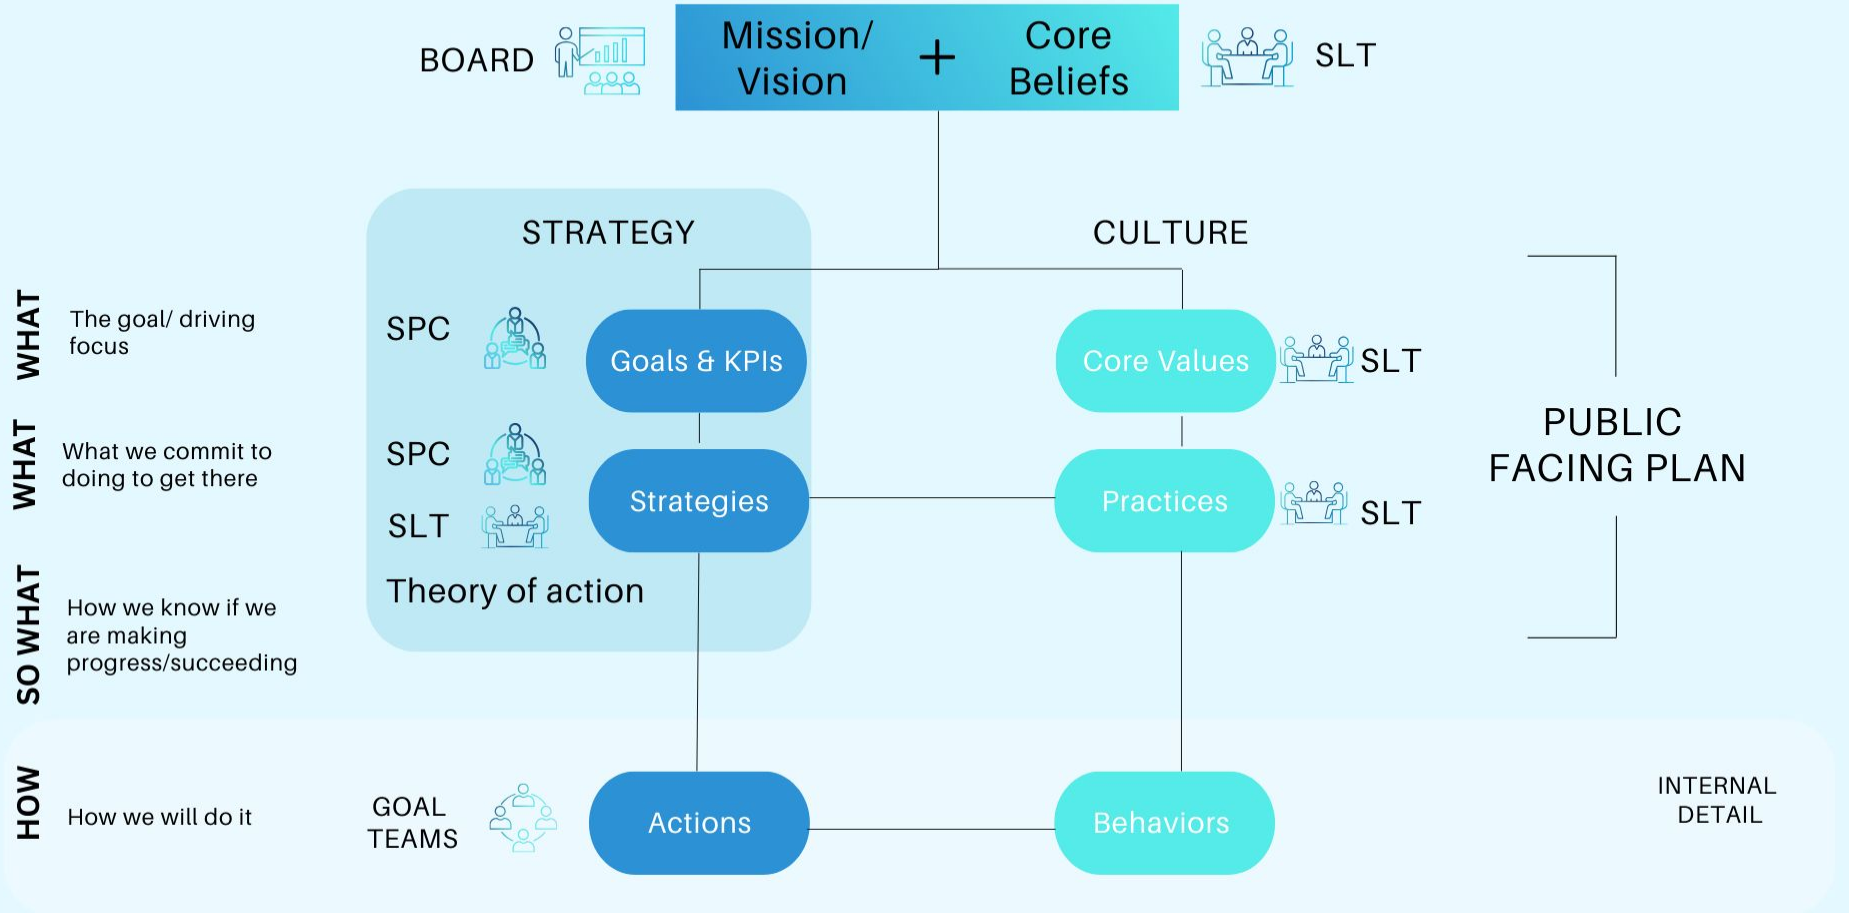 BOARD
Mission/
Vision
+
Core
Beliefs
SLT
STRATEGY
CULTURE
WHAT
The goal/ driving
focus
SPC
Goals & KPIs
Core Values
SLT
WHAT
What we commit to
doing to get there
SPC
SLT
Strategies
Practices
SLT
Theory of action
PUBLIC
FACING PLAN
SO WHAT
How we know if we
are making
progress/succeeding
HOW
How we will do it
GOAL
TEAMS
Actions
Behaviors
INTERNAL
DETAIL